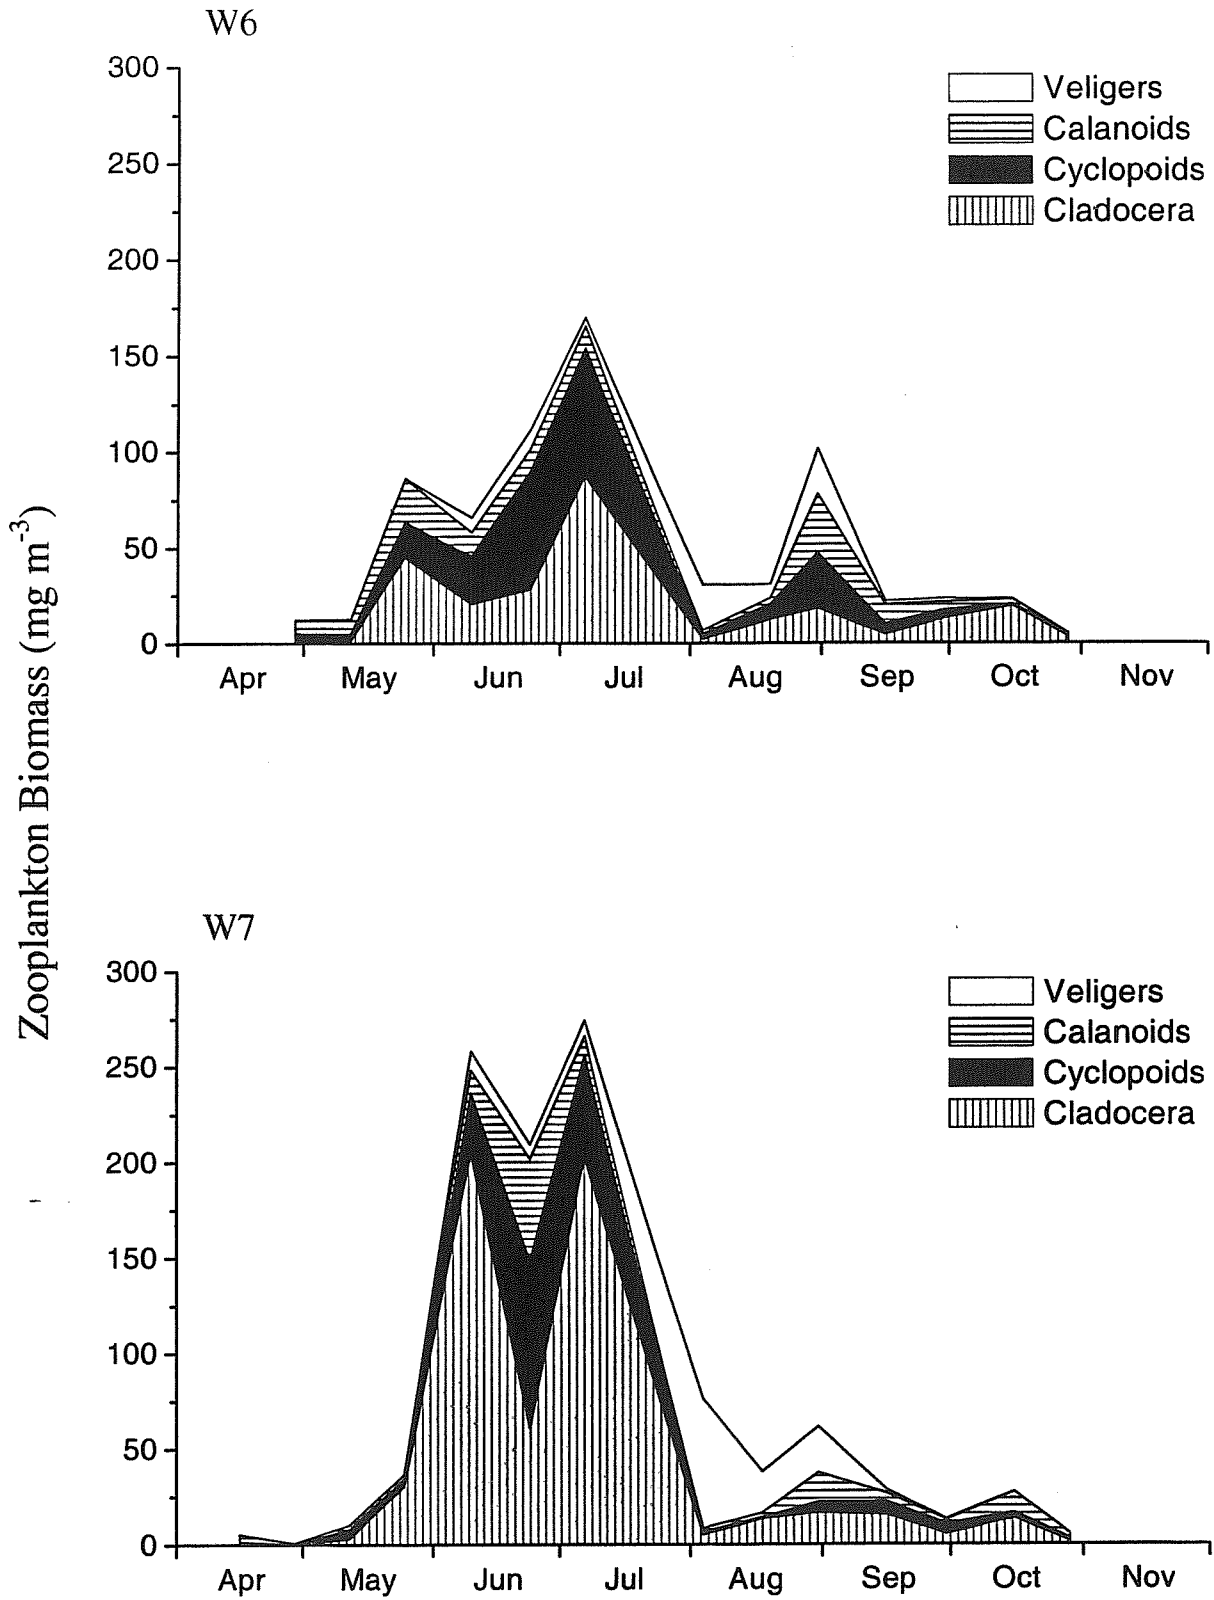 W6
300
250
200
150
100
50
0
Veligers
Calanoids
Cyclopoids
Cladocera
Apr May Jun Jul Aug Sep Oct Nov
Zooplankton Biomass (mg m-3)
W7
300
250
200
150
100
50
0
Veligers
Calanoids
Cyclopoids
Cladocera
Apr May Jun Jul Aug Sep Oct Nov